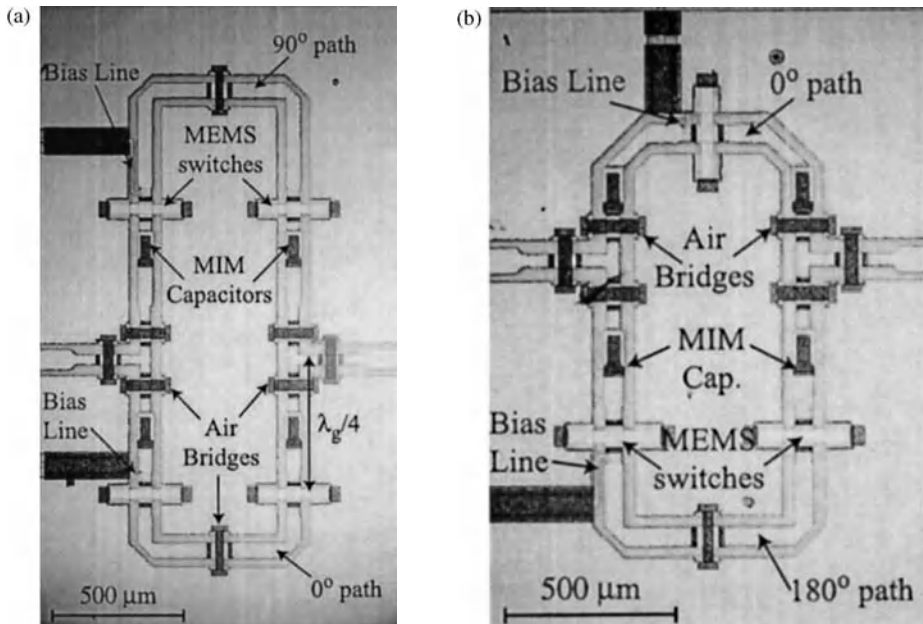 (a)
90° path
Bias Line
MEMS
switches
MIM
Capacitors
Bias
Line
Air
Bridges
λg/4
0° path
500 μm
(b)
Bias Line
0° path
Air
Bridges
MIM
Cap.
Bias
Line
MEMS
switches
180° path
500 μm